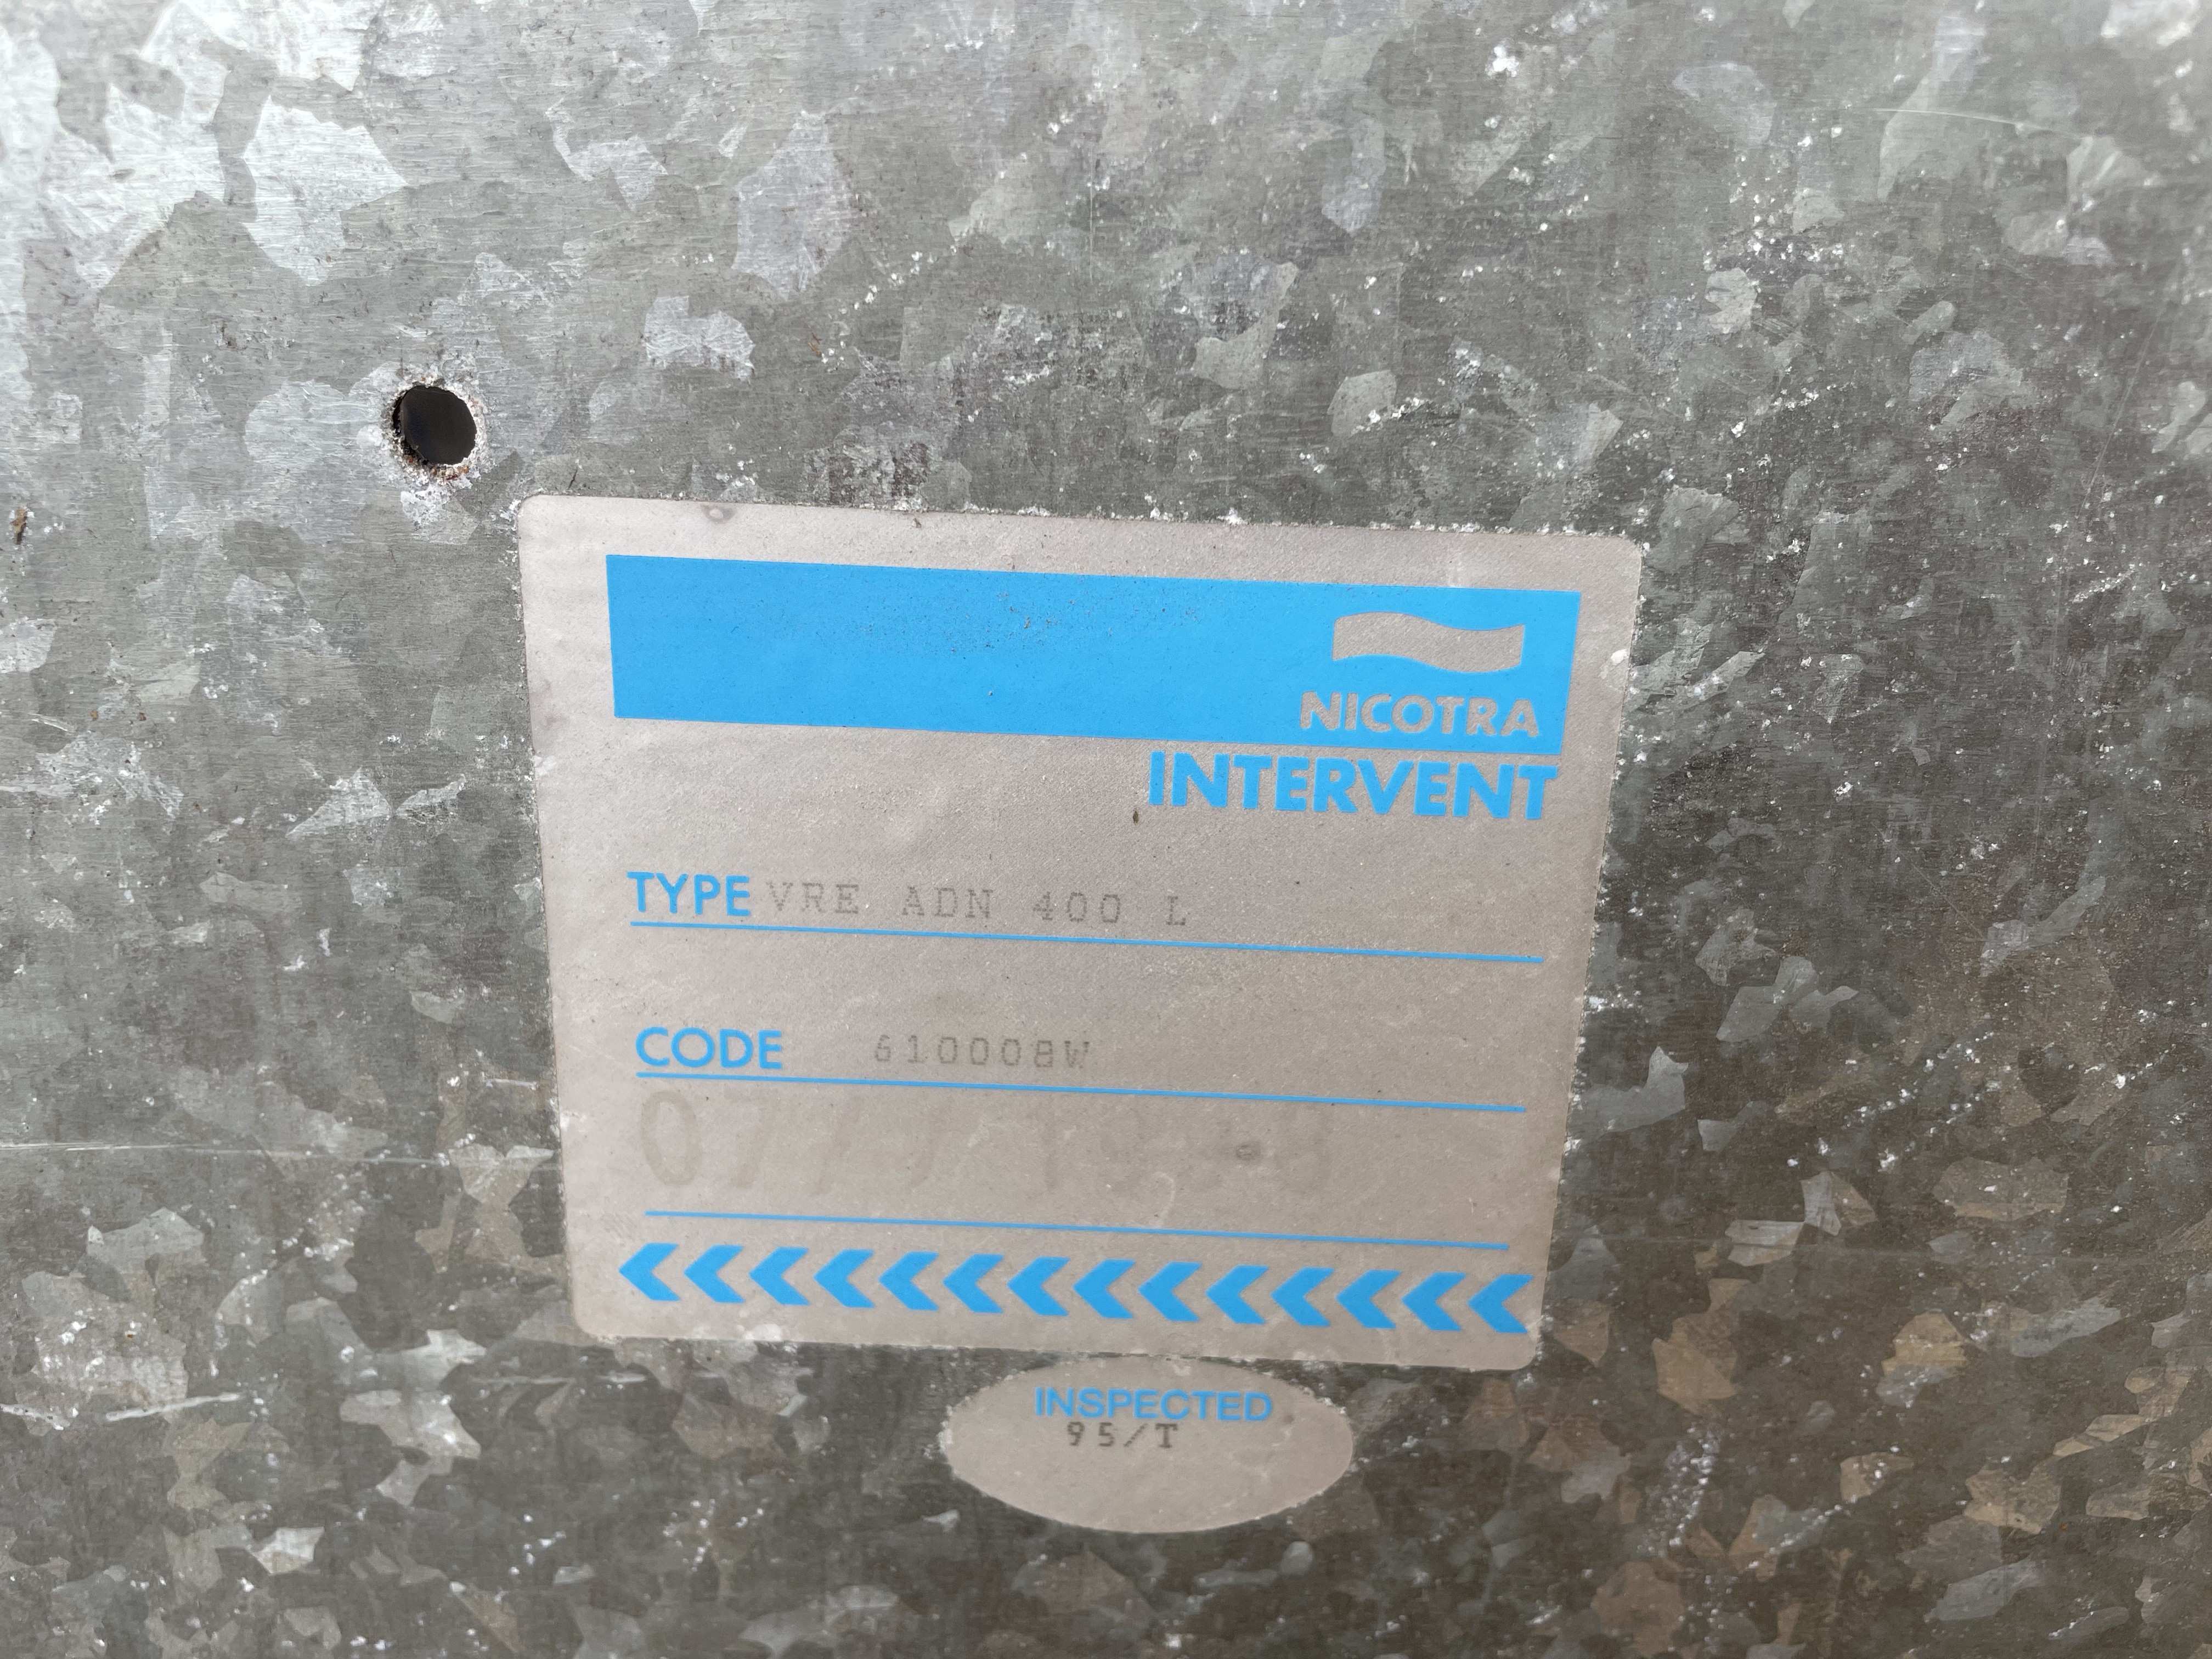 NICOTRA
INTERVENT
TYPE VRE ADN 400 L
CODE 610008W
INSPECTED
95/T